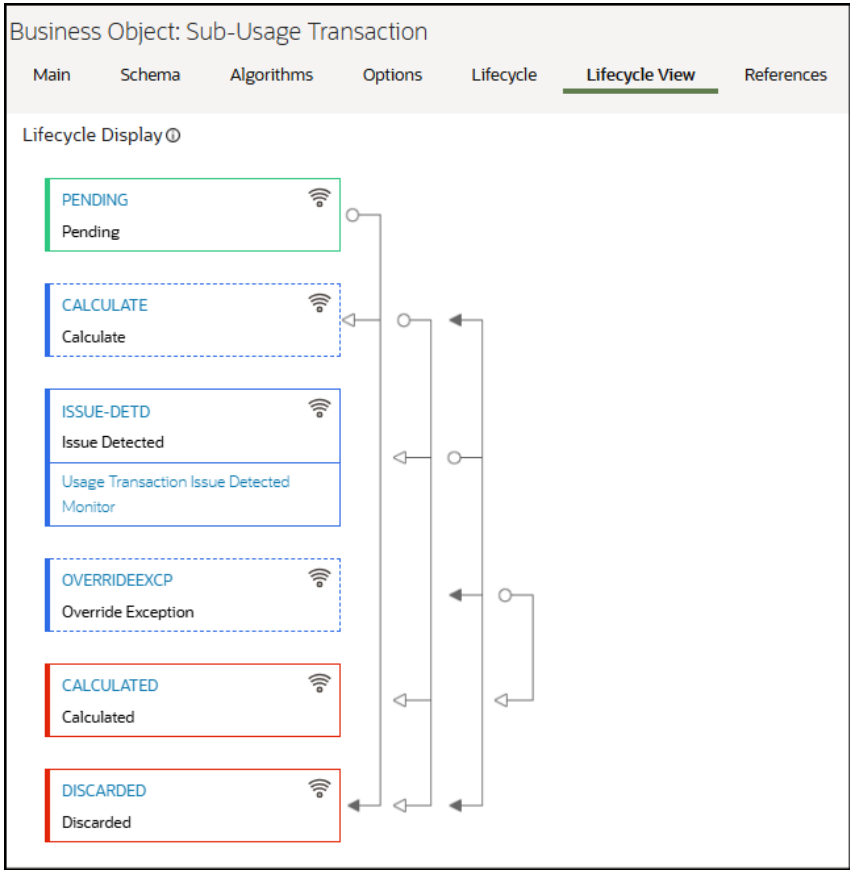 Business Object: Sub-Usage Transaction
Main Schema Algorithms Options Lifecycle Lifecycle View References
Lifecycle Display
PENDING
Pending
CALCULATE
Calculate
ISSUE-DETD
Issue Detected
Usage Transaction Issue Detected
Monitor
OVERRIDEEXCP
Override Exception
CALCULATED
Calculated
DISCARDED
Discarded